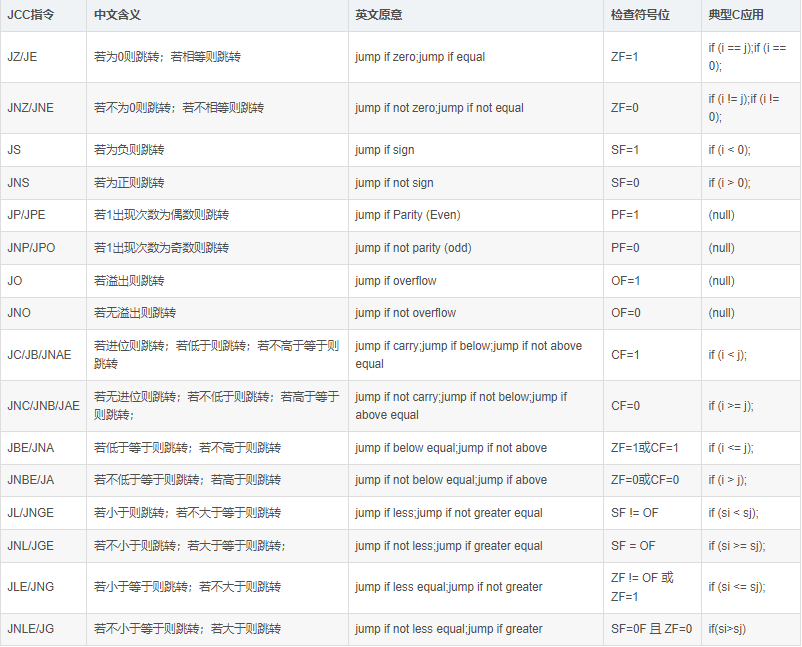 JCC指令 中文含义 英文原意 检查符号位 典型C应用
JZ/JE 若为0则跳转；若相等则跳转 jump if zero;jump if equal ZF=1 if (i == j);if (i ==
0);
JNZ/JNE 若不为0则跳转；若不相等则跳转 jump if not zero;jump if not equal ZF=0 if (i != j);if (i !=
0);
JS 若为负则跳转 jump if sign SF=1 if (i < 0);
JNS 若为正则跳转 jump if not sign SF=0 if (i > 0);
JP/JPE 若1出现次数为偶数则跳转 jump if Parity (Even) PF=1 (null)
JNP/JPO 若1出现次数为奇数则跳转 jump if not parity (odd) PF=0 (null)
JO 若溢出则跳转 jump if overflow OF=1 (null)
JNO 若无溢出则跳转 jump if not overflow OF=0 (null)
JC/JB/JNAE 若进位则跳转；若低于则跳转；若不高于等于则
跳转 jump if carry;jump if below;jump if not above
equal CF=1 if (i < j);
JNC/JNB/JAE 若无进位则跳转；若不低于则跳转；若高于等于
则跳转； jump if not carry;jump if not below;jump if
above equal CF=0 if (i >= j);
JBE/JNA 若低于等于则跳转；若不高于则跳转 jump if below equal;jump if not above ZF=1或CF=1 if (i <= j);
JNBE/JA 若不低于等于则跳转；若高于则跳转 jump if not below equal;jump if above ZF=0或CF=0 if (i > j);
JL/JNGE 若小于则跳转；若不大于等于则跳转 jump if less;jump if not greater equal SF != OF if (si < sj);
JNL/JGE 若不小于则跳转；若大于等于则跳转； jump if not less;jump if greater equal SF = OF if (si >= sj);
JLE/JNG 若小于等于则跳转；若不大于则跳转 jump if less equal;jump if not greater ZF != OF 或
ZF=1 if (si <= sj);
JNLE/JG 若不小于等于则跳转；若大于则跳转 jump if not less equal;jump if greater SF=0F 且 ZF=0 if(si>sj)